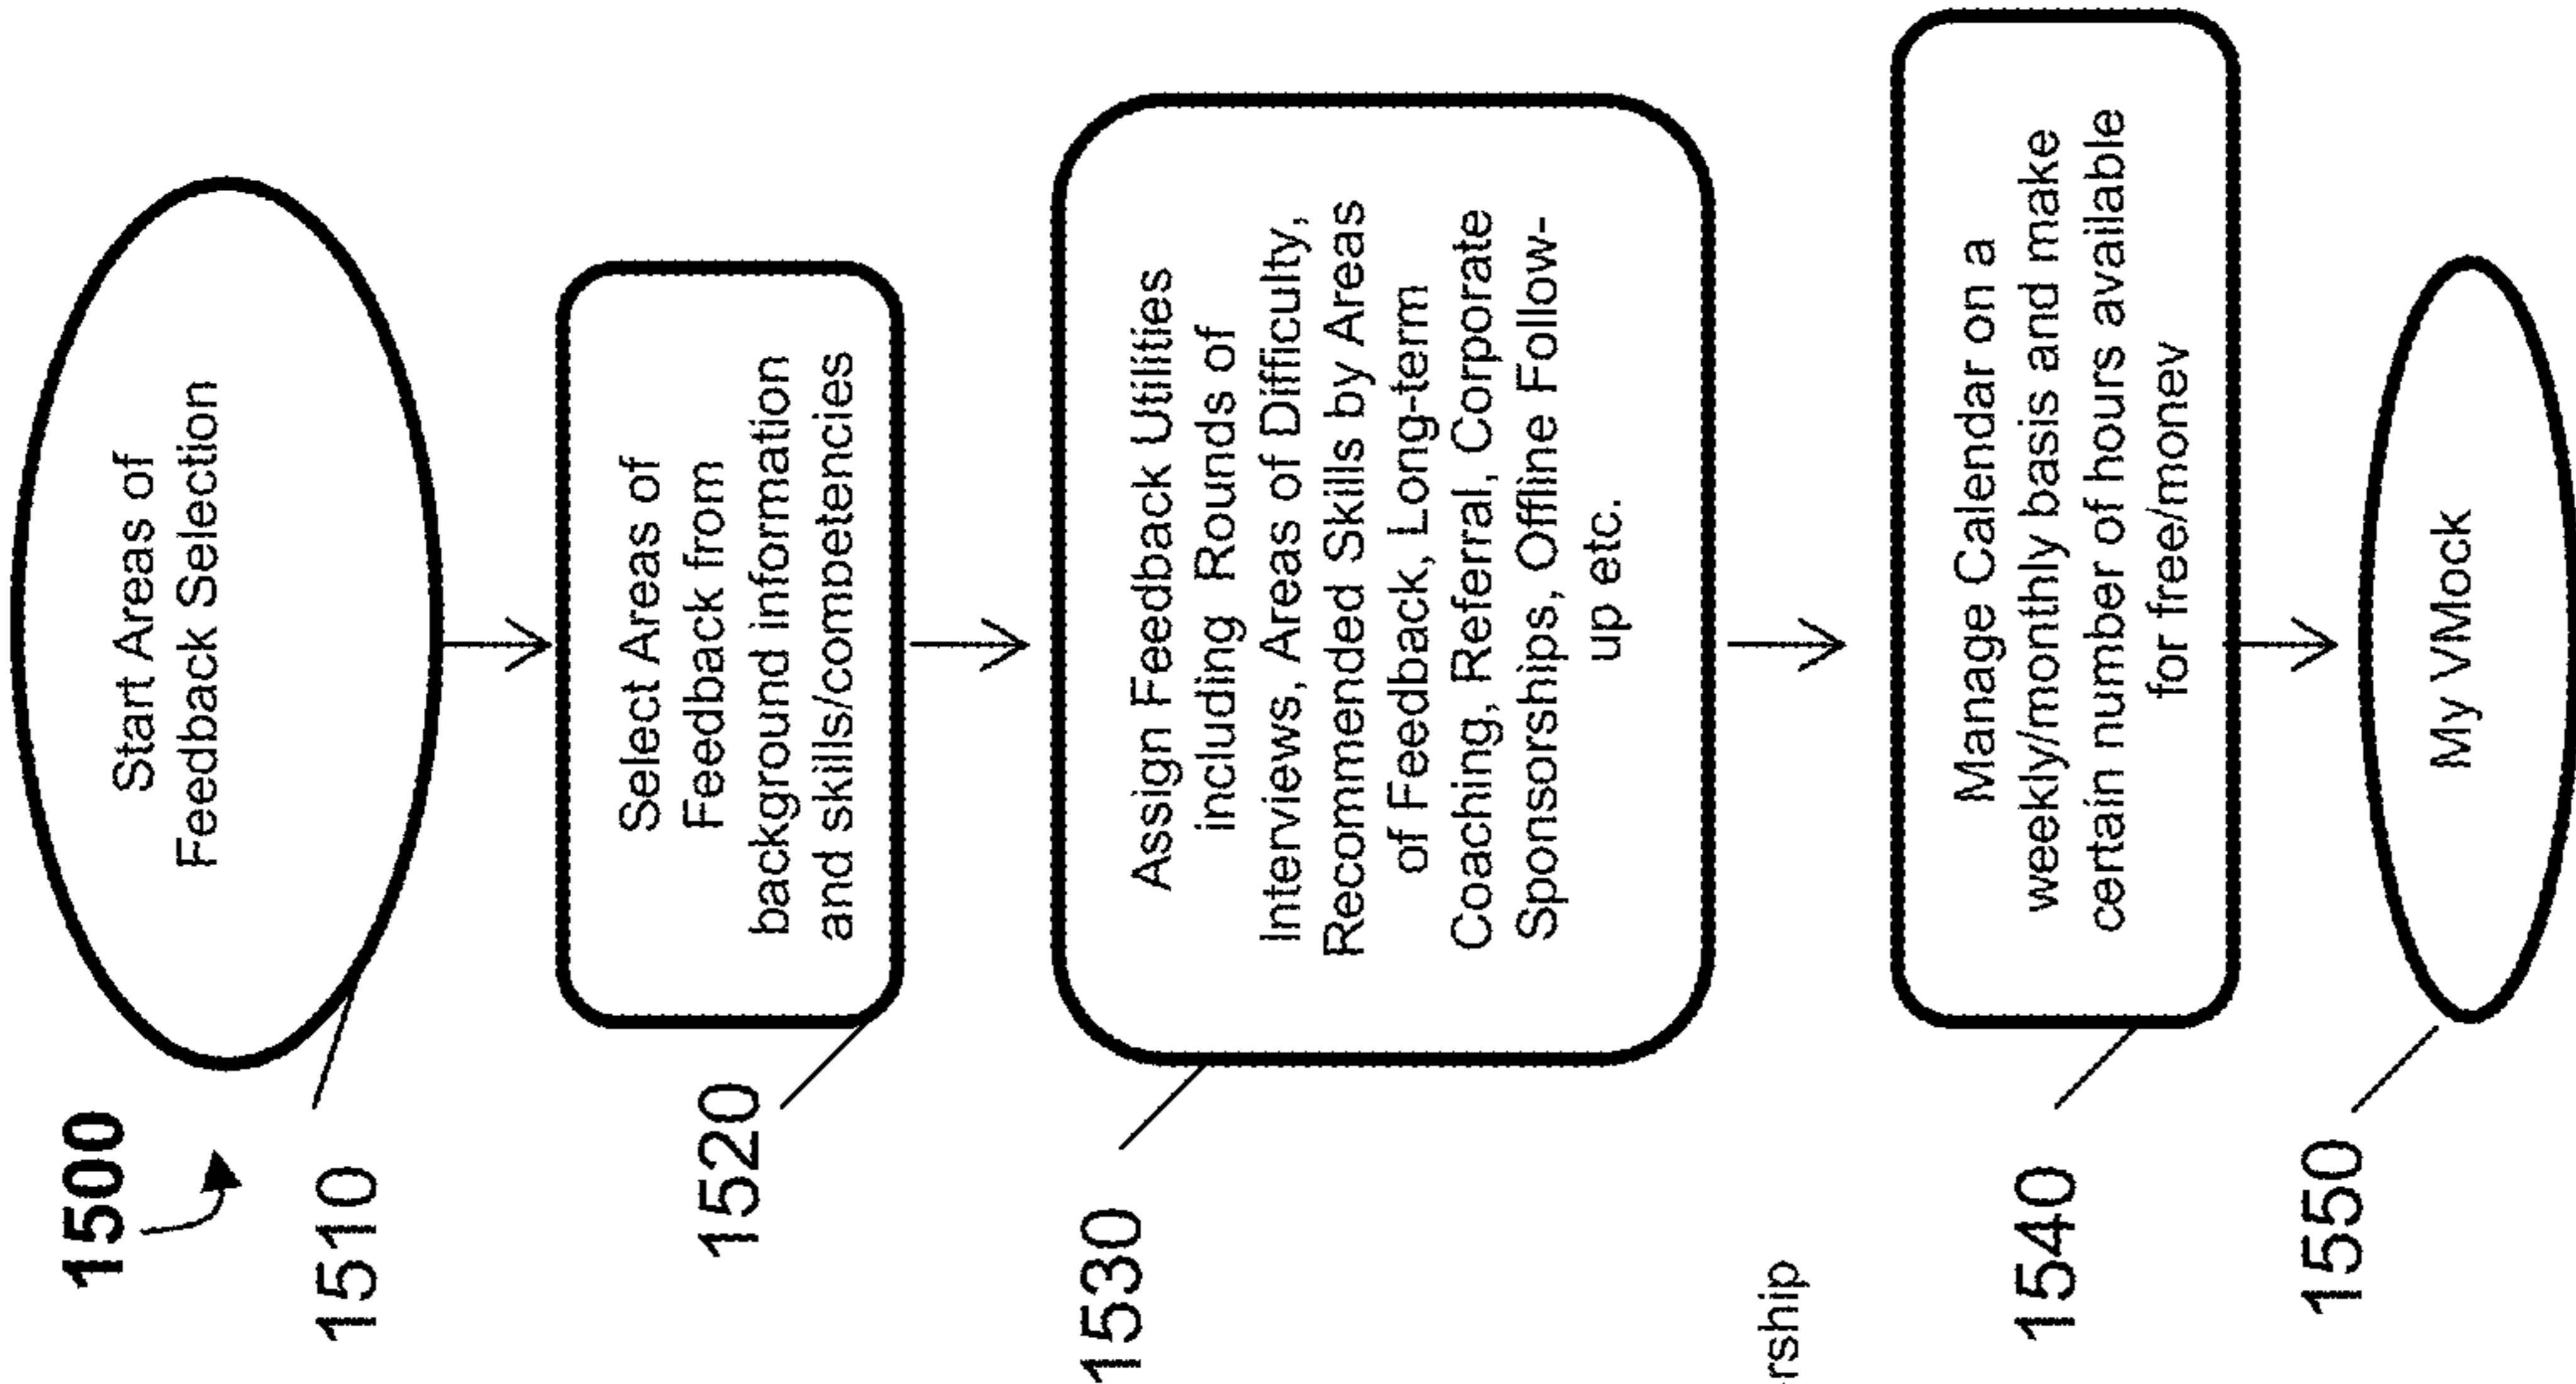 1500
1510
Start Areas of
Feedback Selection
1520
Select Areas of
Feedback from
background information
and skills/competencies
1530
Assign Feedback Utilities
including Rounds of
Interviews, Areas of Difficulty,
Recommended Skills by Areas
of Feedback, Long-term
Coaching, Referral, Corporate
Sponsorships, Offline Follow-
up etc.
rship
1540
Manage Calendar on a
weekly/monthly basis and make
certain number of hours available
for free/money
1550
My VMock